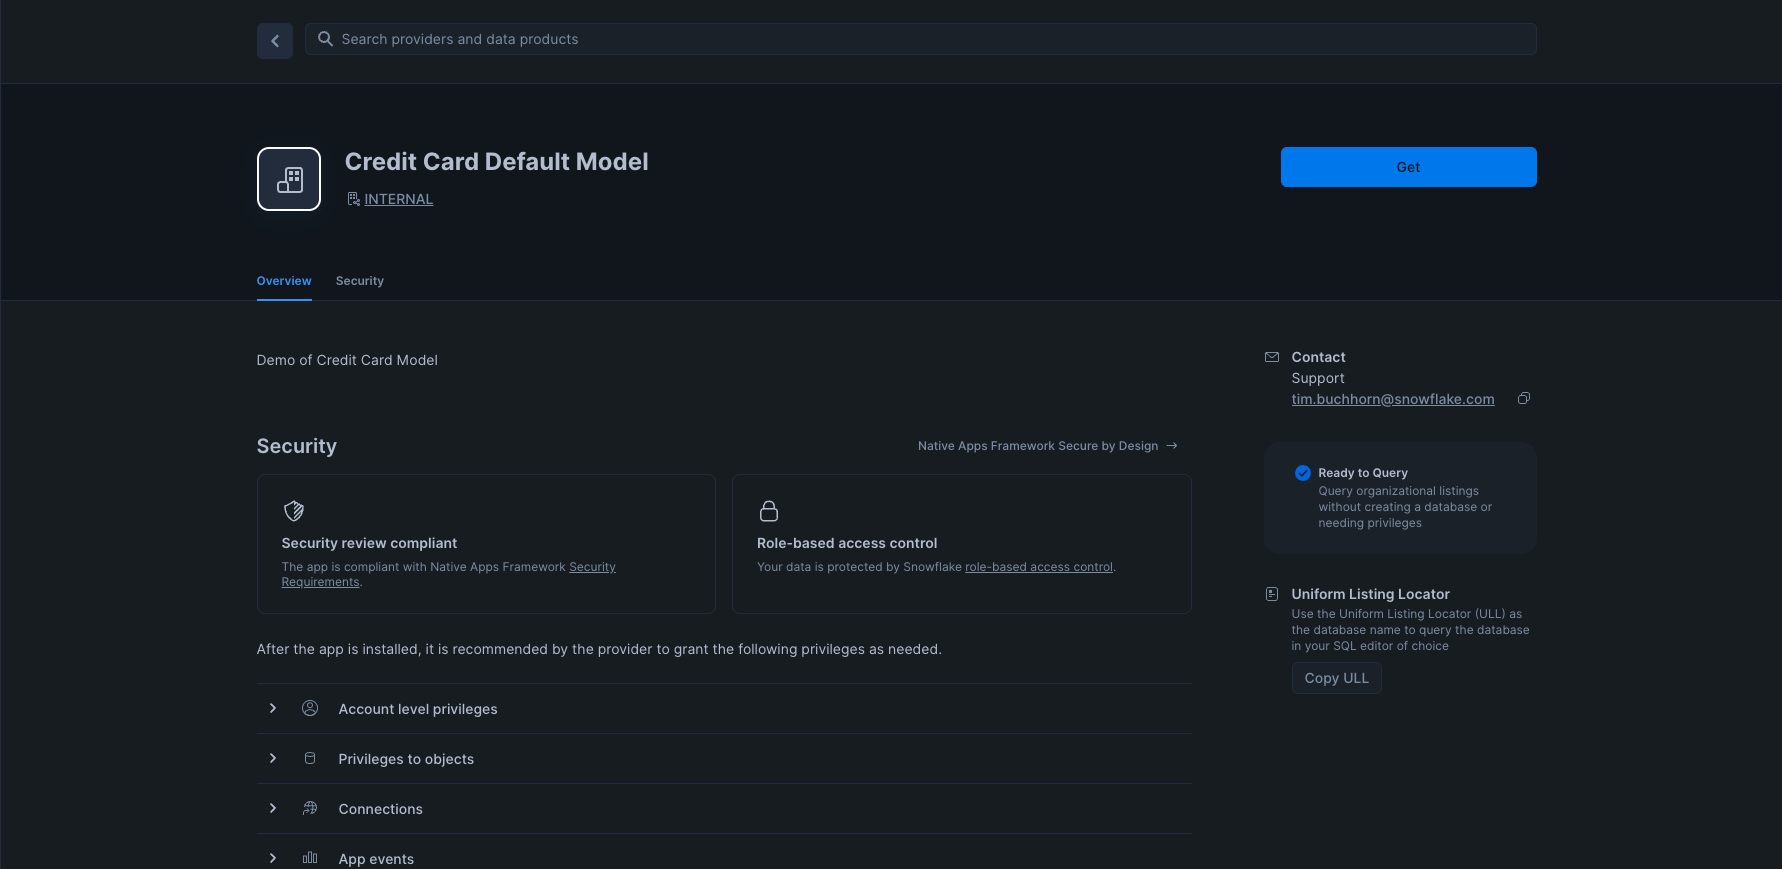 Search providers and data products
Credit Card Default Model
INTERNAL
Get
Overview
Security
Demo of Credit Card Model
Security
Native Apps Framework Secure by Design →
Security review compliant
The app is compliant with Native Apps Framework Security
Requirements.
Role-based access control
Your data is protected by Snowflake role-based access control.
After the app is installed, it is recommended by the provider to grant the following privileges as needed.
Account level privileges
Privileges to objects
Connections
App events
Contact
Support
tim.buchhorn@snowflake.com
Ready to Query
Query organizational listings
without creating a database or
needing privileges
Uniform Listing Locator
Use the Uniform Listing Locator (ULL) as
the database name to query the database
in your SQL editor of choice
Copy ULL